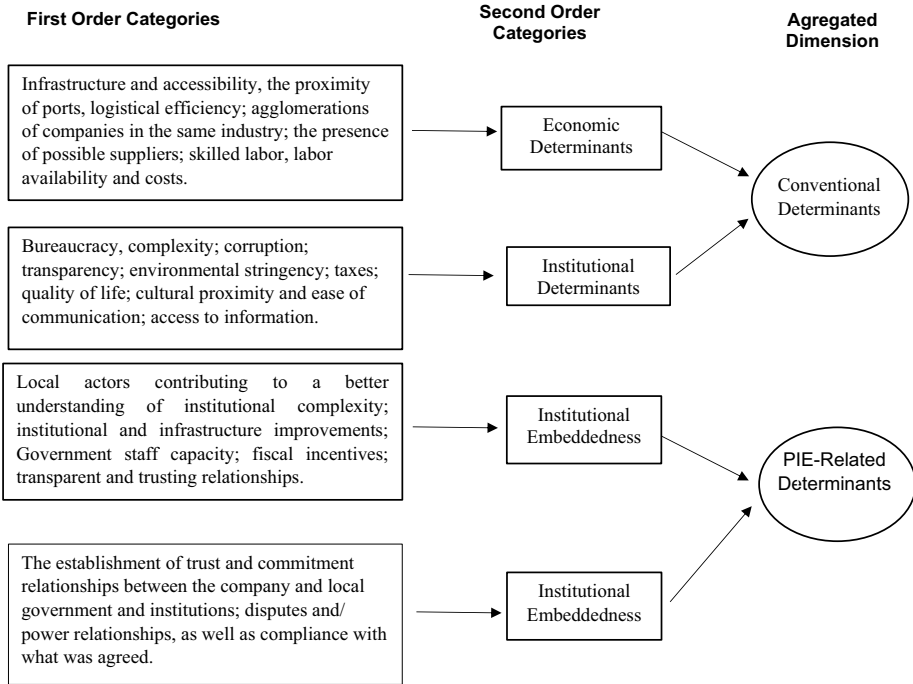 First Order Categories
Second Order
Categories
Agregated
Dimension
Infrastructure and accessibility, the proximity
of ports, logistical efficiency; agglomerations
of companies in the same industry; the presence
of possible suppliers; skilled labor, labor
availability and costs.
Economic
Determinants
Conventional
Determinants
Bureaucracy, complexity; corruption;
transparency; environmental stringency; taxes;
quality of life; cultural proximity and ease of
communication; access to information.
Institutional
Determinants
Local actors contributing to a better
understanding of institutional complexity;
institutional and infrastructure improvements;
Government staff capacity; fiscal incentives;
transparent and trusting relationships.
Institutional
Embeddedness
PIE-Related
Determinants
The establishment of trust and commitment
relationships between the company and local
government and institutions; disputes and/
power relationships, as well as compliance with
what was agreed.
Institutional
Embeddedness